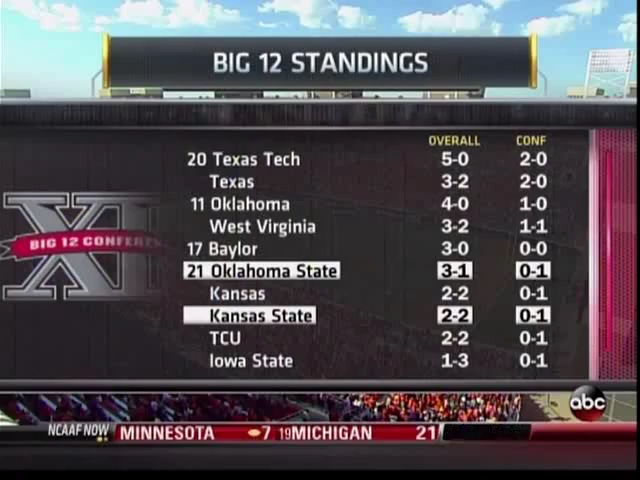 BIG 12 STANDINGS
OVERALL CONF
20 Texas Tech 5-0 2-0
Texas 3-2 2-0
11 Oklahoma 4-0 1-0
West Virginia 3-2 1-1
17 Baylor 3-0 0-0
21 Oklahoma State 3-1 0-1
Kansas 2-2 0-1
Kansas State 2-2 0-1
TCU 2-2 0-1
Iowa State 1-3 0-1
XII
BIG 12 CONFERE
abc
NCAAF NOW MINNESOTA 7 19 MICHIGAN 21